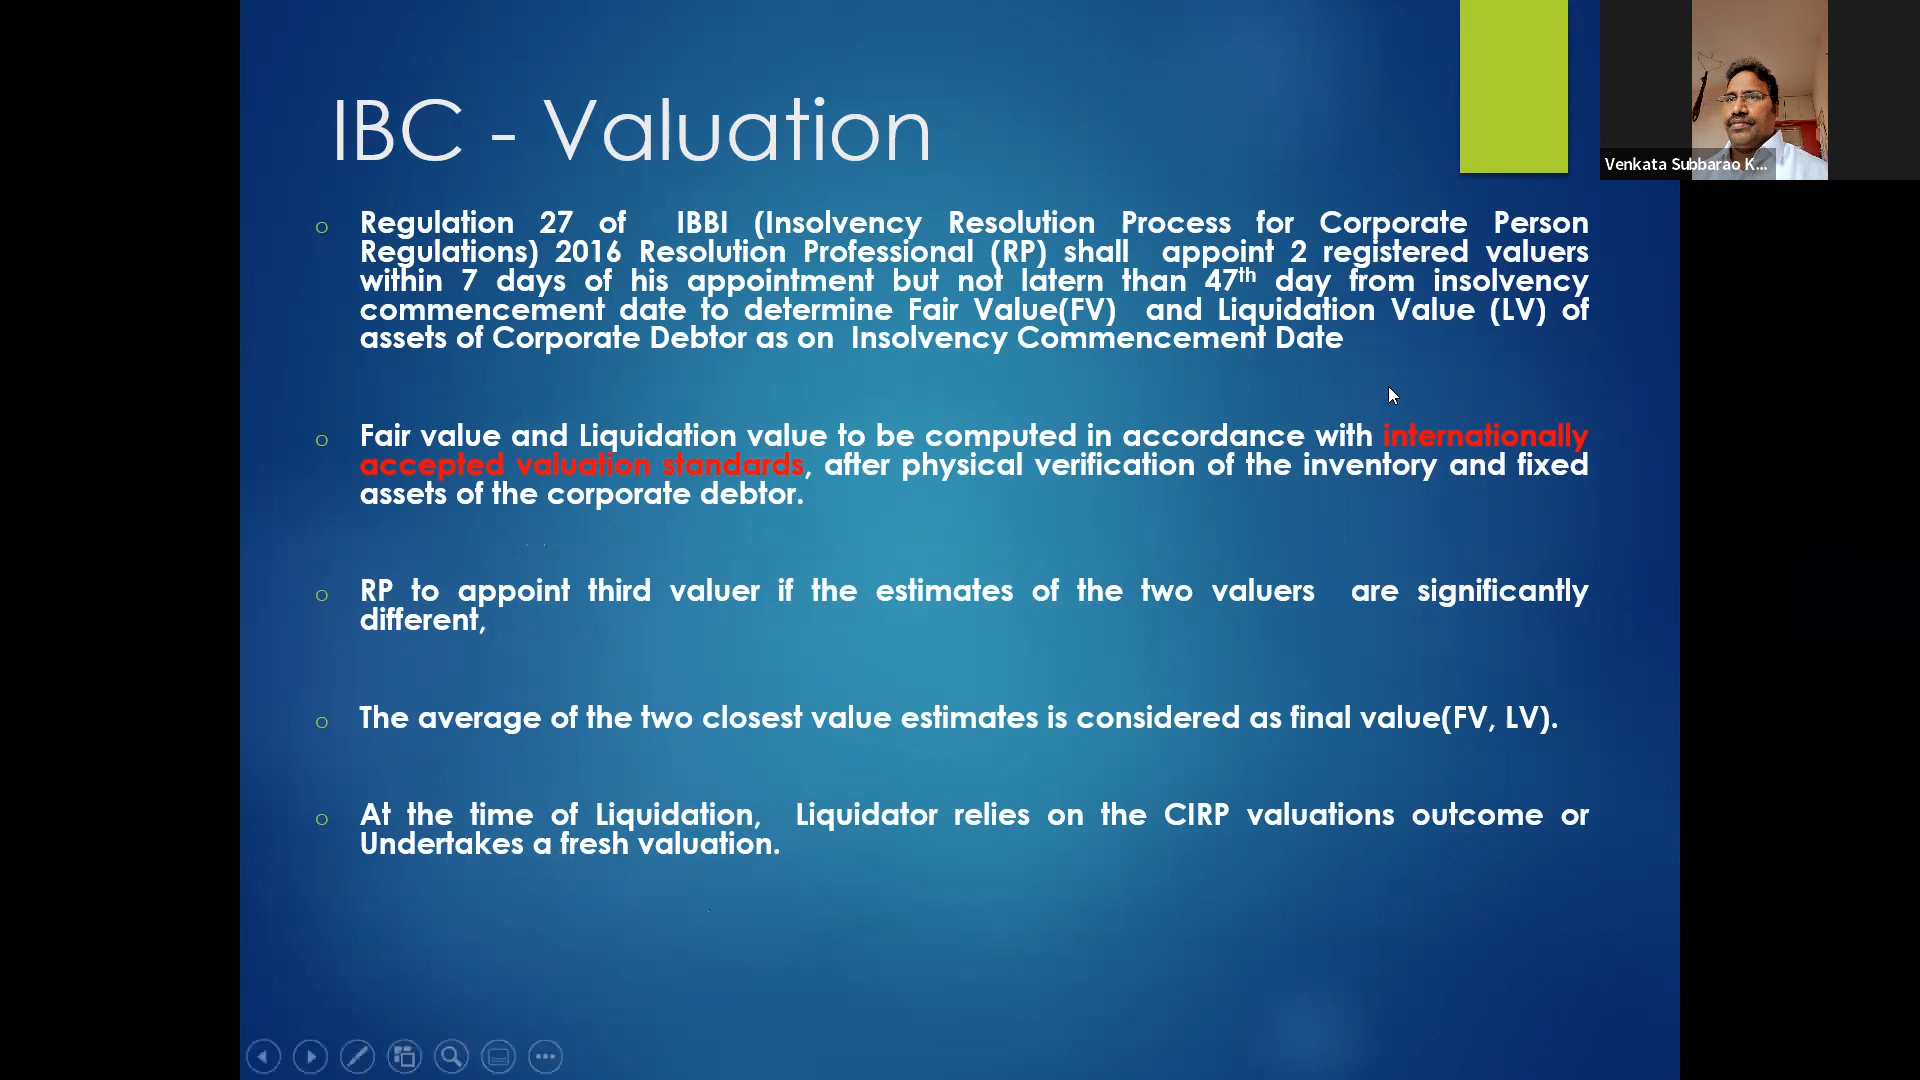 IBC - Valuation
Venkata Subbarao K...
o Regulation 27 of IBBI (Insolvency Resolution Process for Corporate Person
Regulations) 2016 Resolution Professional (RP) shall appoint 2 registered valuers
within 7 days of his appointment but not latern than 47th day from insolvency
commencement date to determine Fair Value(FV) and Liquidation Value (LV) of
assets of Corporate Debtor as on Insolvency Commencement Date
o Fair value and Liquidation value to be computed in accordance with internationally
accepted valuation standards, after physical verification of the inventory and fixed
assets of the corporate debtor.
o RP to appoint third valuer if the estimates of the two valuers are significantly
different,
o The average of the two closest value estimates is considered as final value(FV, LV).
o At the time of Liquidation, Liquidator relies on the CIRP valuations outcome or
Undertakes a fresh valuation.